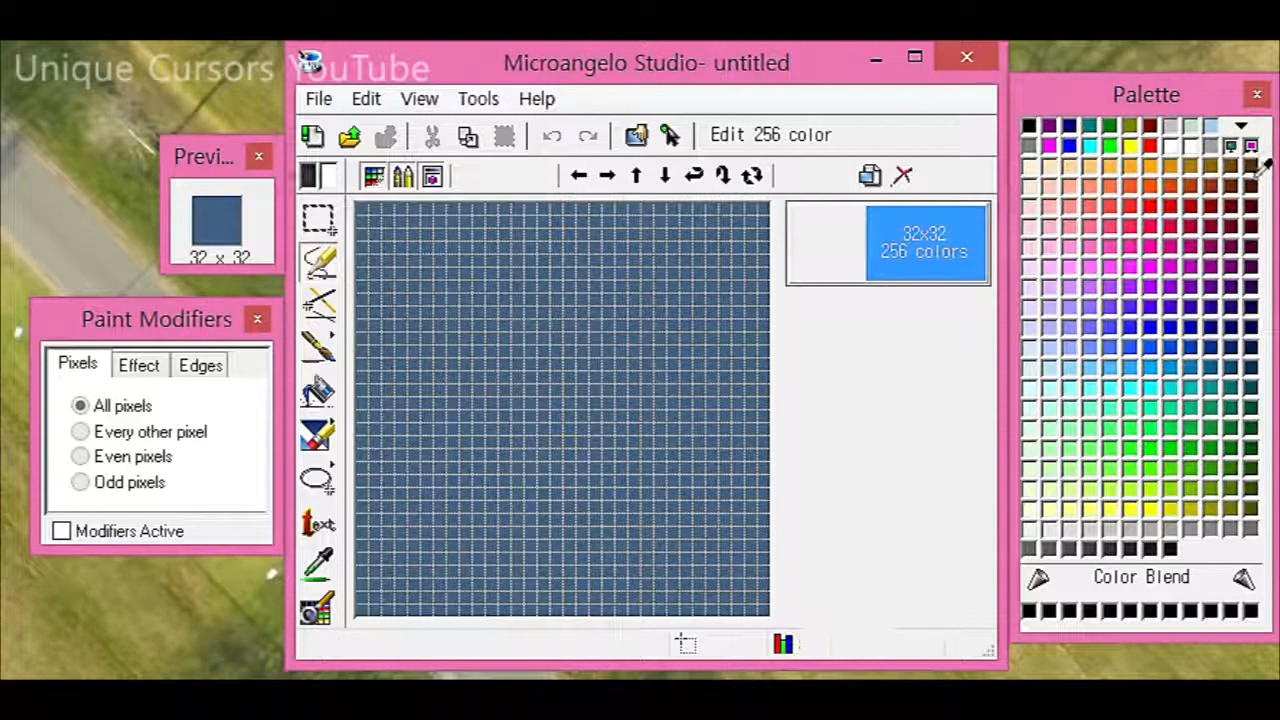 Unique Cursors YouTube
Microangelo Studio- untitled
File Edit View Tools Help
Edit 256 color
Previ...
32 x 32
Paint Modifiers
Pixels Effect Edges
All pixels
Every other pixel
Even pixels
Odd pixels
Modifiers Active
text
32x32
256 colors
Palette
Color Blend